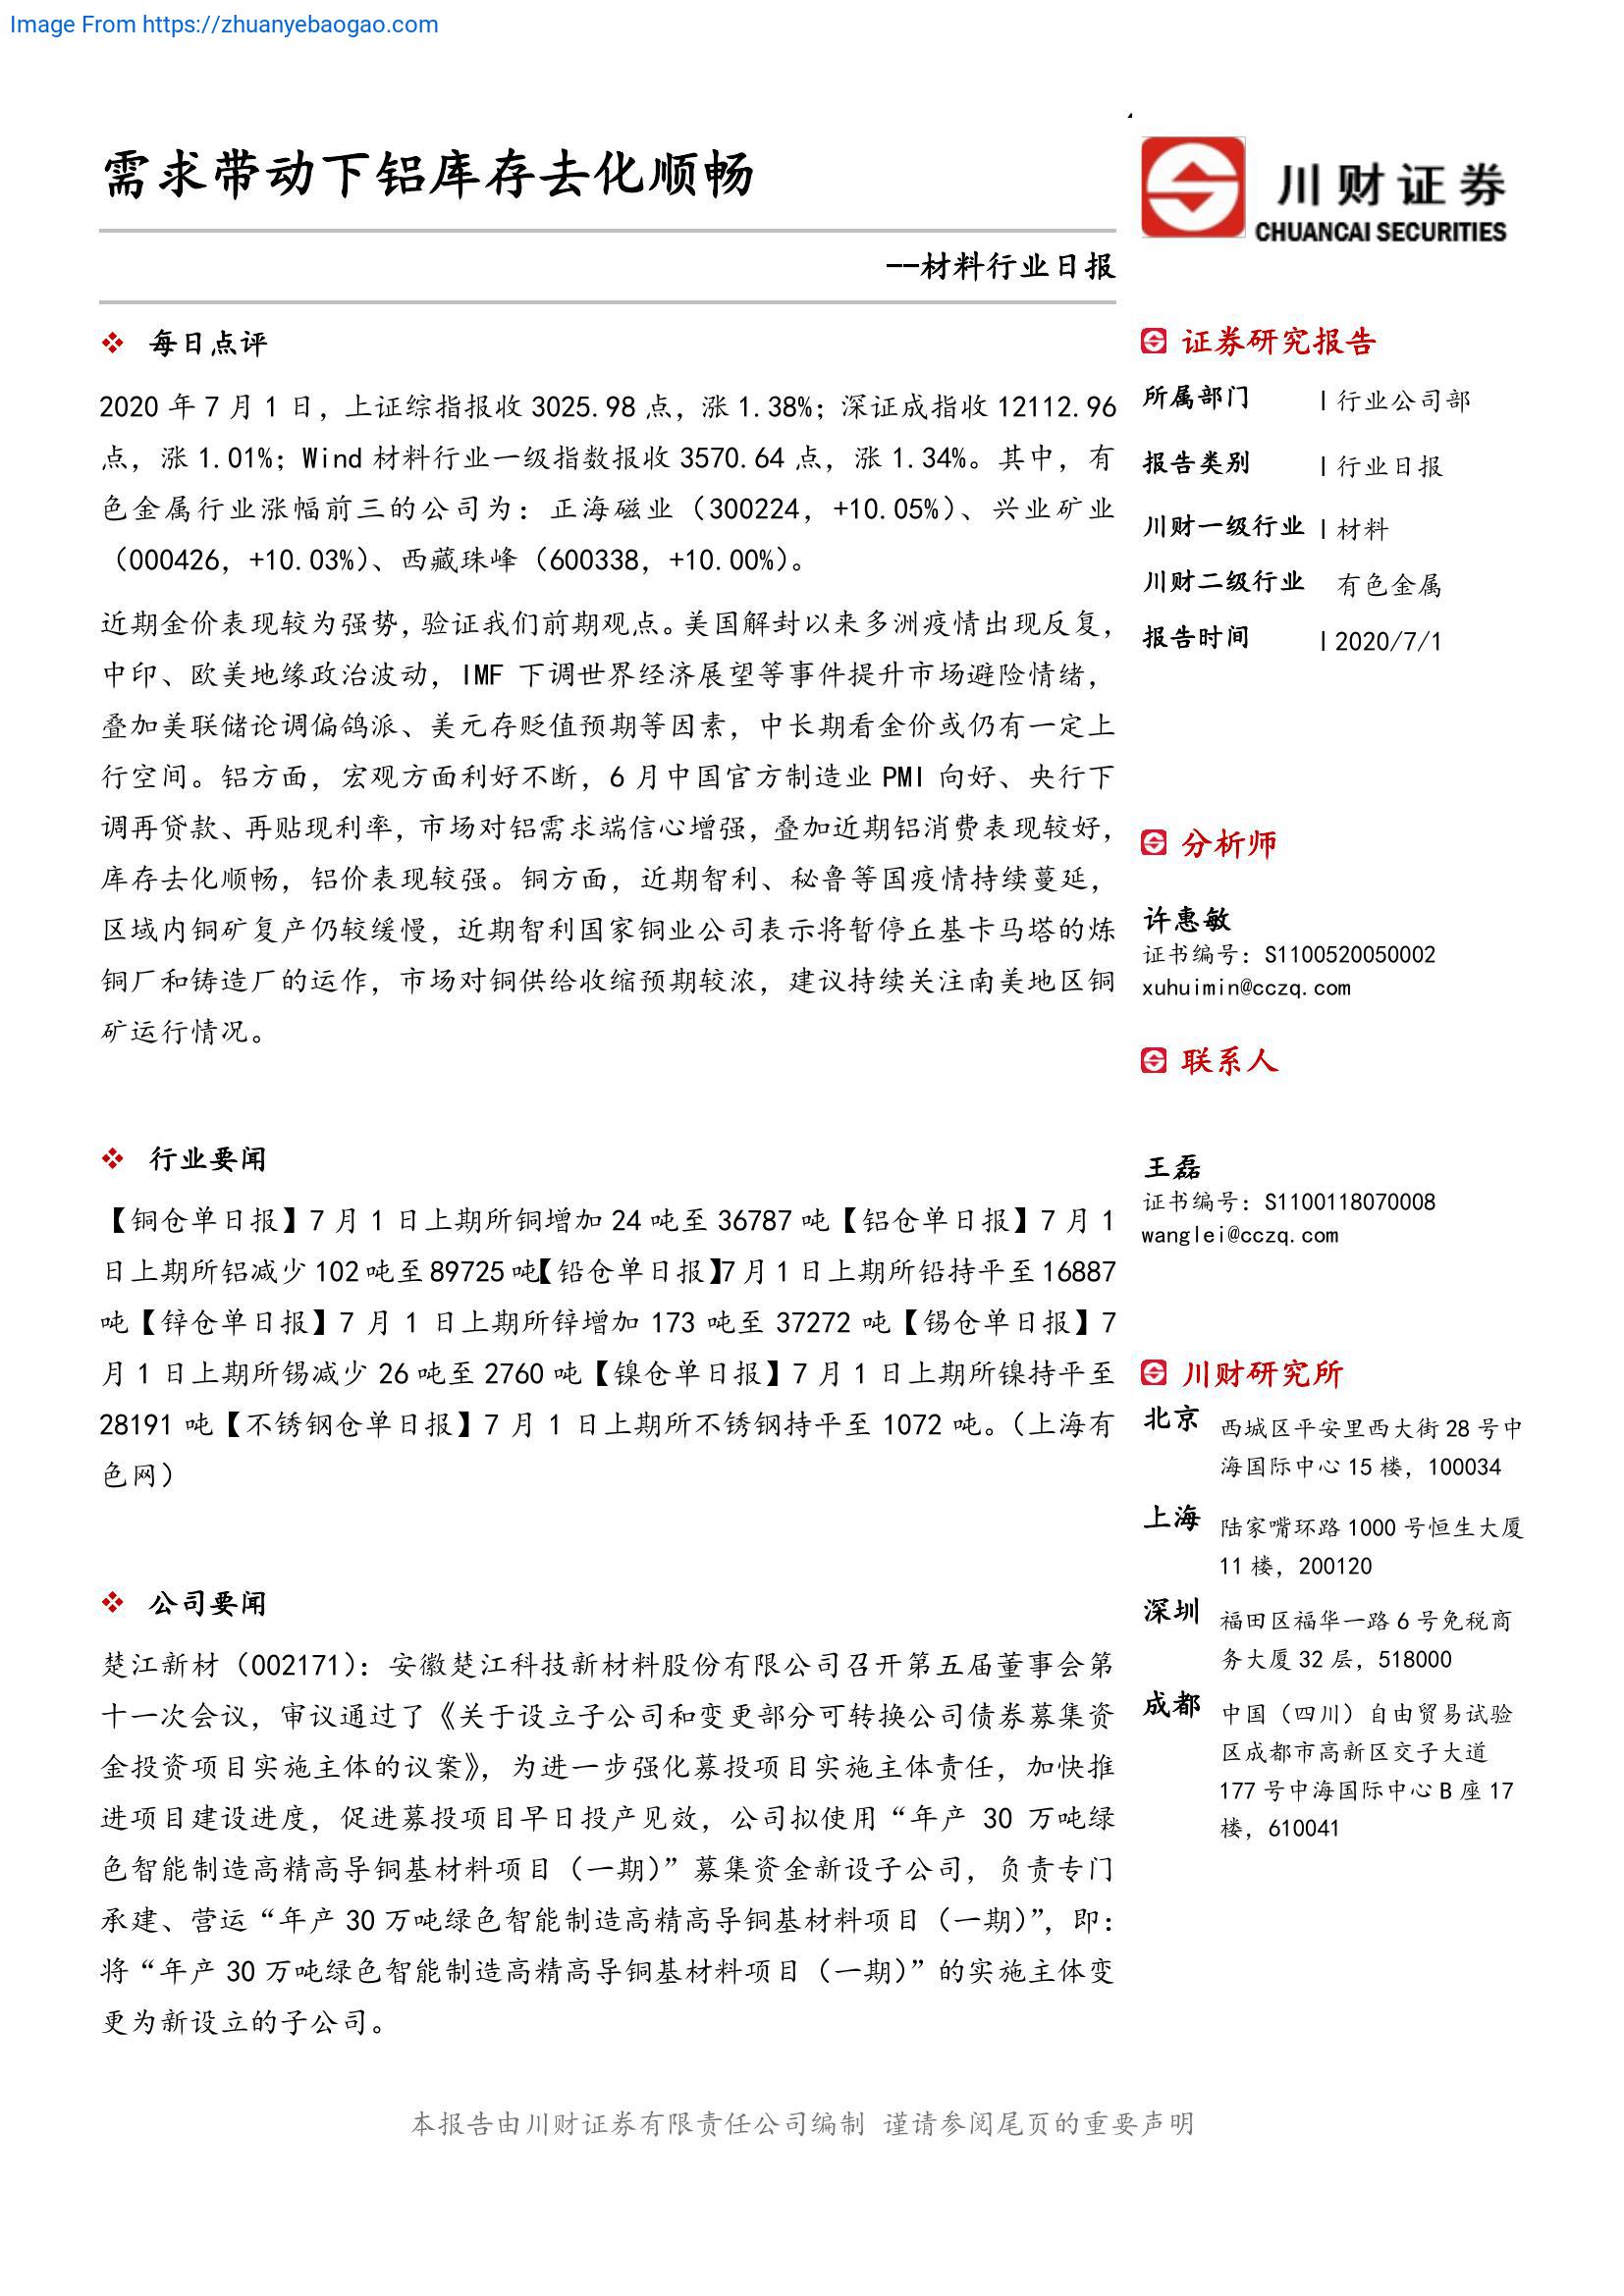 Image From https://zhuanyebaogao.com
需求带动下铝库存去化顺畅
——材料行业日报
每日点评
2020 年 7 月 1 日，上证综指报收 3025.98 点，涨 1.38%；深证成指收 12112.96
点，涨 1.01%；Wind 材料行业一级指数报收 3570.64 点，涨 1.34%。其中，有
色金属行业涨幅前三的公司为：正海磁业（300224，+10.05%）、兴业矿业
（000426，+10.03%）、西藏珠峰（600338，+10.00%）。
近期金价表现较为强势，验证我们前期观点。美国解封以来多洲疫情出现反复，
中印、欧美地缘政治波动，IMF 下调世界经济展望等事件提升市场避险情绪，
叠加美联储论调偏鸽派、美元存贬值预期等因素，中长期看金价或仍有一定上
行空间。铝方面，宏观方面利好不断，6 月中国官方制造业 PMI 向好、央行下
调再贷款、再贴现利率，市场对铝需求端信心增强，叠加近期铝消费表现较好，
库存去化顺畅，铝价表现较强。铜方面，近期智利、秘鲁等国疫情持续蔓延，
区域内铜矿复产仍较缓慢，近期智利国家铜业公司表示将暂停丘基卡马塔的炼
铜厂和铸造厂的运作，市场对铜供给收缩预期较浓，建议持续关注南美地区铜
矿运行情况。
行业要闻
【铜仓单日报】7 月 1 日上期所铜增加 24 吨至 36787 吨【铝仓单日报】7 月 1
日上期所铝减少 102 吨至 89725 吨【铅仓单日报】7 月 1 日上期所铅持平至 16887
吨【锌仓单日报】7 月 1 日上期所锌增加 173 吨至 37272 吨【锡仓单日报】7
月 1 日上期所锡减少 26 吨至 2760 吨【镍仓单日报】7 月 1 日上期所镍持平至
28191 吨【不锈钢仓单日报】7 月 1 日上期所不锈钢持平至 1072 吨。（上海有
色网）
公司要闻
楚江新材（002171）：安徽楚江科技新材料股份有限公司召开第五届董事会第
十一次会议，审议通过了《关于设立子公司和变更部分可转换公司债券募集资
金投资项目实施主体的议案》，为进一步强化募投项目实施主体责任，加快推
进项目建设进度，促进募投项目早日投产见效，公司拟使用“年产 30 万吨绿
色智能制造高精高导铜基材料项目（一期）”募集资金新设子公司，负责专门
承建、营运“年产 30 万吨绿色智能制造高精高导铜基材料项目（一期）”，即：
将“年产 30 万吨绿色智能制造高精高导铜基材料项目（一期）”的实施主体变
更为新设立的子公司。
川财证券
CHUANCAI SECURITIES
证券研究报告
所属部门 | 行业公司部
报告类别 | 行业日报
川财一级行业 | 材料
川财二级行业 有色金属
报告时间 | 2020/7/1
分析师
许惠敏
证书编号：S1100520050002
xuhuimin@cczq.com
联系人
王磊
证书编号：S1100118070008
wanglei@cczq.com
川财研究所
北京 西城区平安里西大街 28 号中
海国际中心 15 楼，100034
上海 陆家嘴环路 1000 号恒生大厦
11 楼，200120
深圳 福田区福华一路 6 号免税商
务大厦 32 层，518000
成都 中国（四川）自由贸易试验
区成都市高新区交子大道
177 号中海国际中心 B 座 17
楼，610041
本报告由川财证券有限责任公司编制 谨请参阅尾页的重要声明